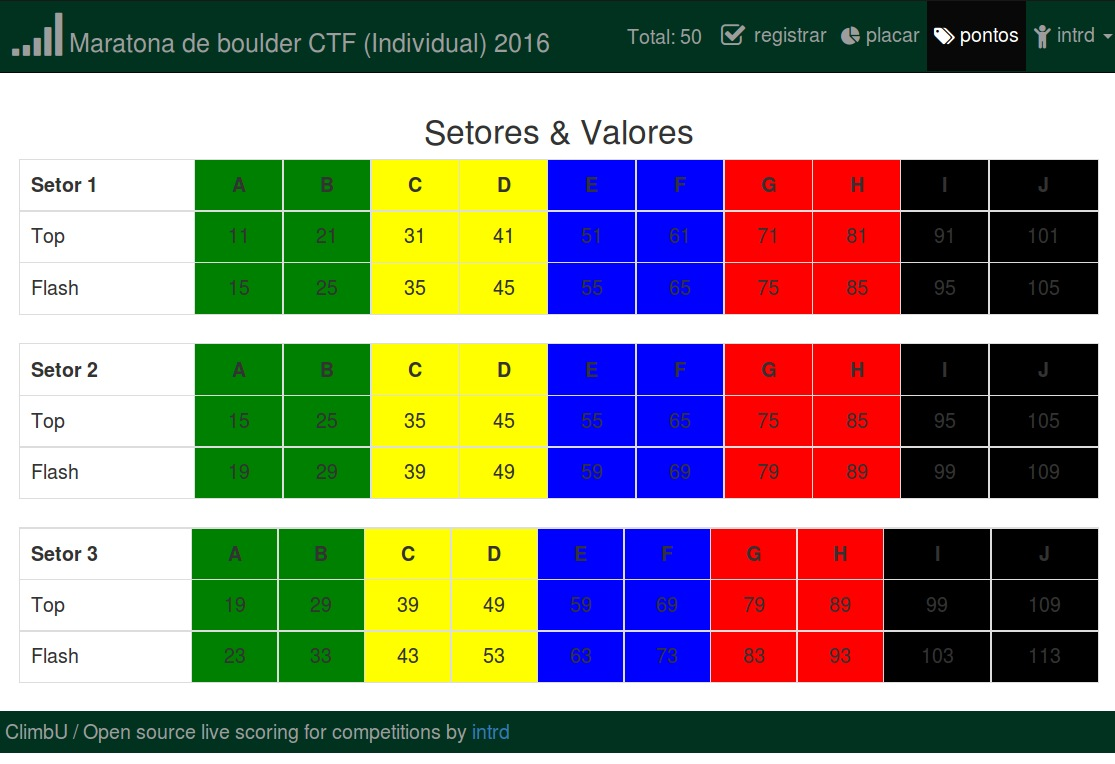 Maratona de boulder CTF (Individual) 2016 Total: 50 registrar placar pontos intrd
Setores & Valores
Setor 1 A B C D E F G H I J
Top 11 21 31 41 51 61 71 81 91 101
Flash 15 25 35 45 55 65 75 85 95 105
Setor 2 A B C D E F G H I J
Top 15 25 35 45 55 65 75 85 95 105
Flash 19 29 39 49 59 69 79 89 99 109
Setor 3 A B C D E F G H I J
Top 19 29 39 49 59 69 79 89 99 109
Flash 23 33 43 53 63 73 83 93 103 113
ClimbU / Open source live scoring for competitions by intrd